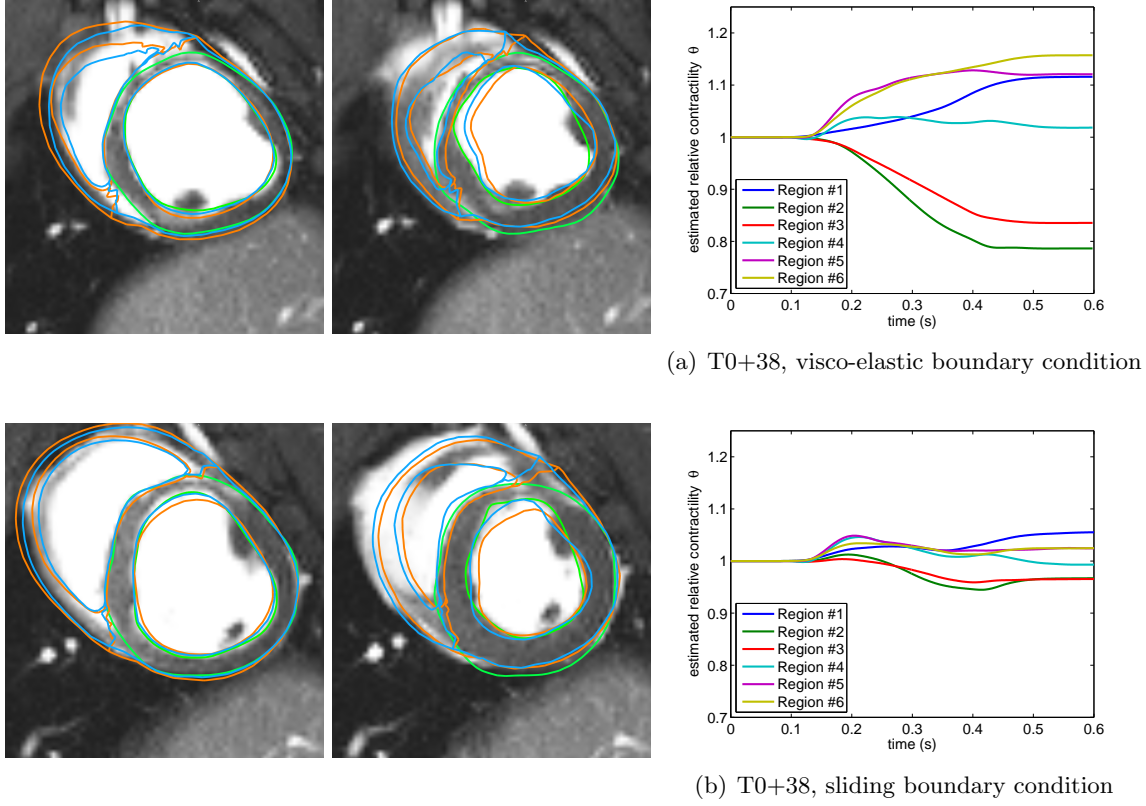 estimated relative contractility θ
1.2
1.1
1
0.9
0.8
0.7
Region #1
Region #2
Region #3
Region #4
Region #5
Region #6
0 0.1 0.2 0.3 0.4 0.5 0.6
time (s)
(a) T0+38, visco-elastic boundary condition
estimated relative contractility θ
1.2
1.1
1
0.9
0.8
0.7
Region #1
Region #2
Region #3
Region #4
Region #5
Region #6
0 0.1 0.2 0.3 0.4 0.5 0.6
time (s)
(b) T0+38, sliding boundary condition